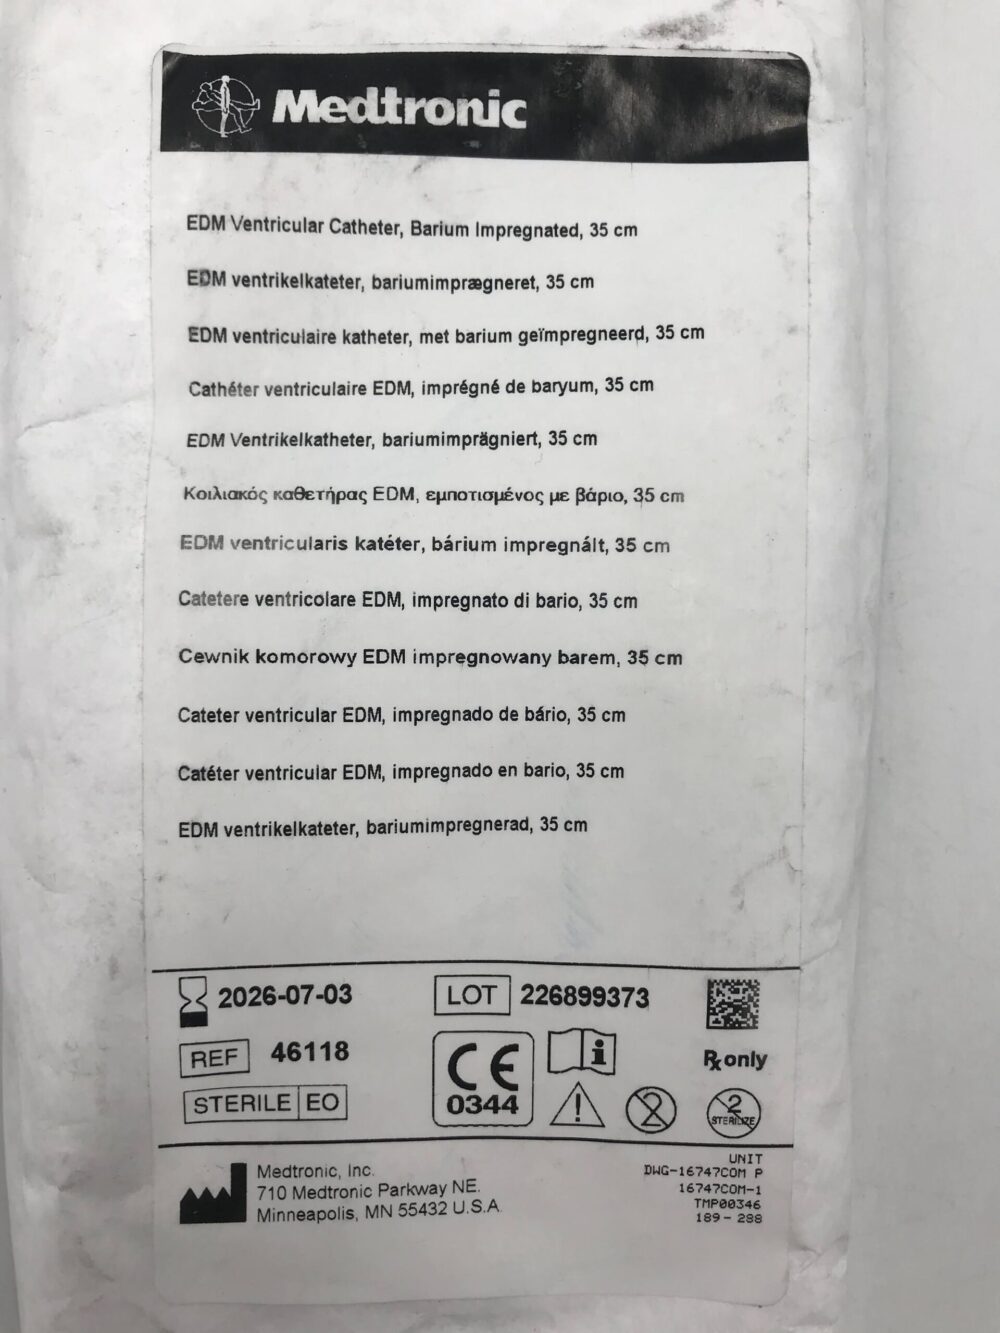 Medtronic
EDM Ventricular Catheter, Barium Impregnated, 35 cm
EDM ventrikelkateter, bariumimprægneret, 35 cm
EDM ventriculaire katheter, met barium geïmpregneerd, 35 cm
Cathéter ventriculaire EDM, imprégné de baryum, 35 cm
EDM Ventrikelkatheter, bariumimprägniert, 35 cm
Κοιλιακός καθετήρας EDM, εμποτισμένος με βάριο, 35 cm
EDM ventricularis katéter, bárium impregnált, 35 cm
Catetere ventricolare EDM, impregnato di bario, 35 cm
Cewnik komorowy EDM impregnowany barem, 35 cm
Cateter ventricular EDM, impregnado de bário, 35 cm
Catéter ventricular EDM, impregnado en bario, 35 cm
EDM ventrikelkateter, bariumimpregnerad, 35 cm
2026-07-03 LOT 226899373
REF 46118
CE 0344
Rx only
STERILE EO
2
2 STERILIZE
Medtronic, Inc.
710 Medtronic Parkway NE.
Minneapolis, MN 55432 U.S.A
UNIT
DWG-16747COM P
16747COM-1
TMP00346
189-288